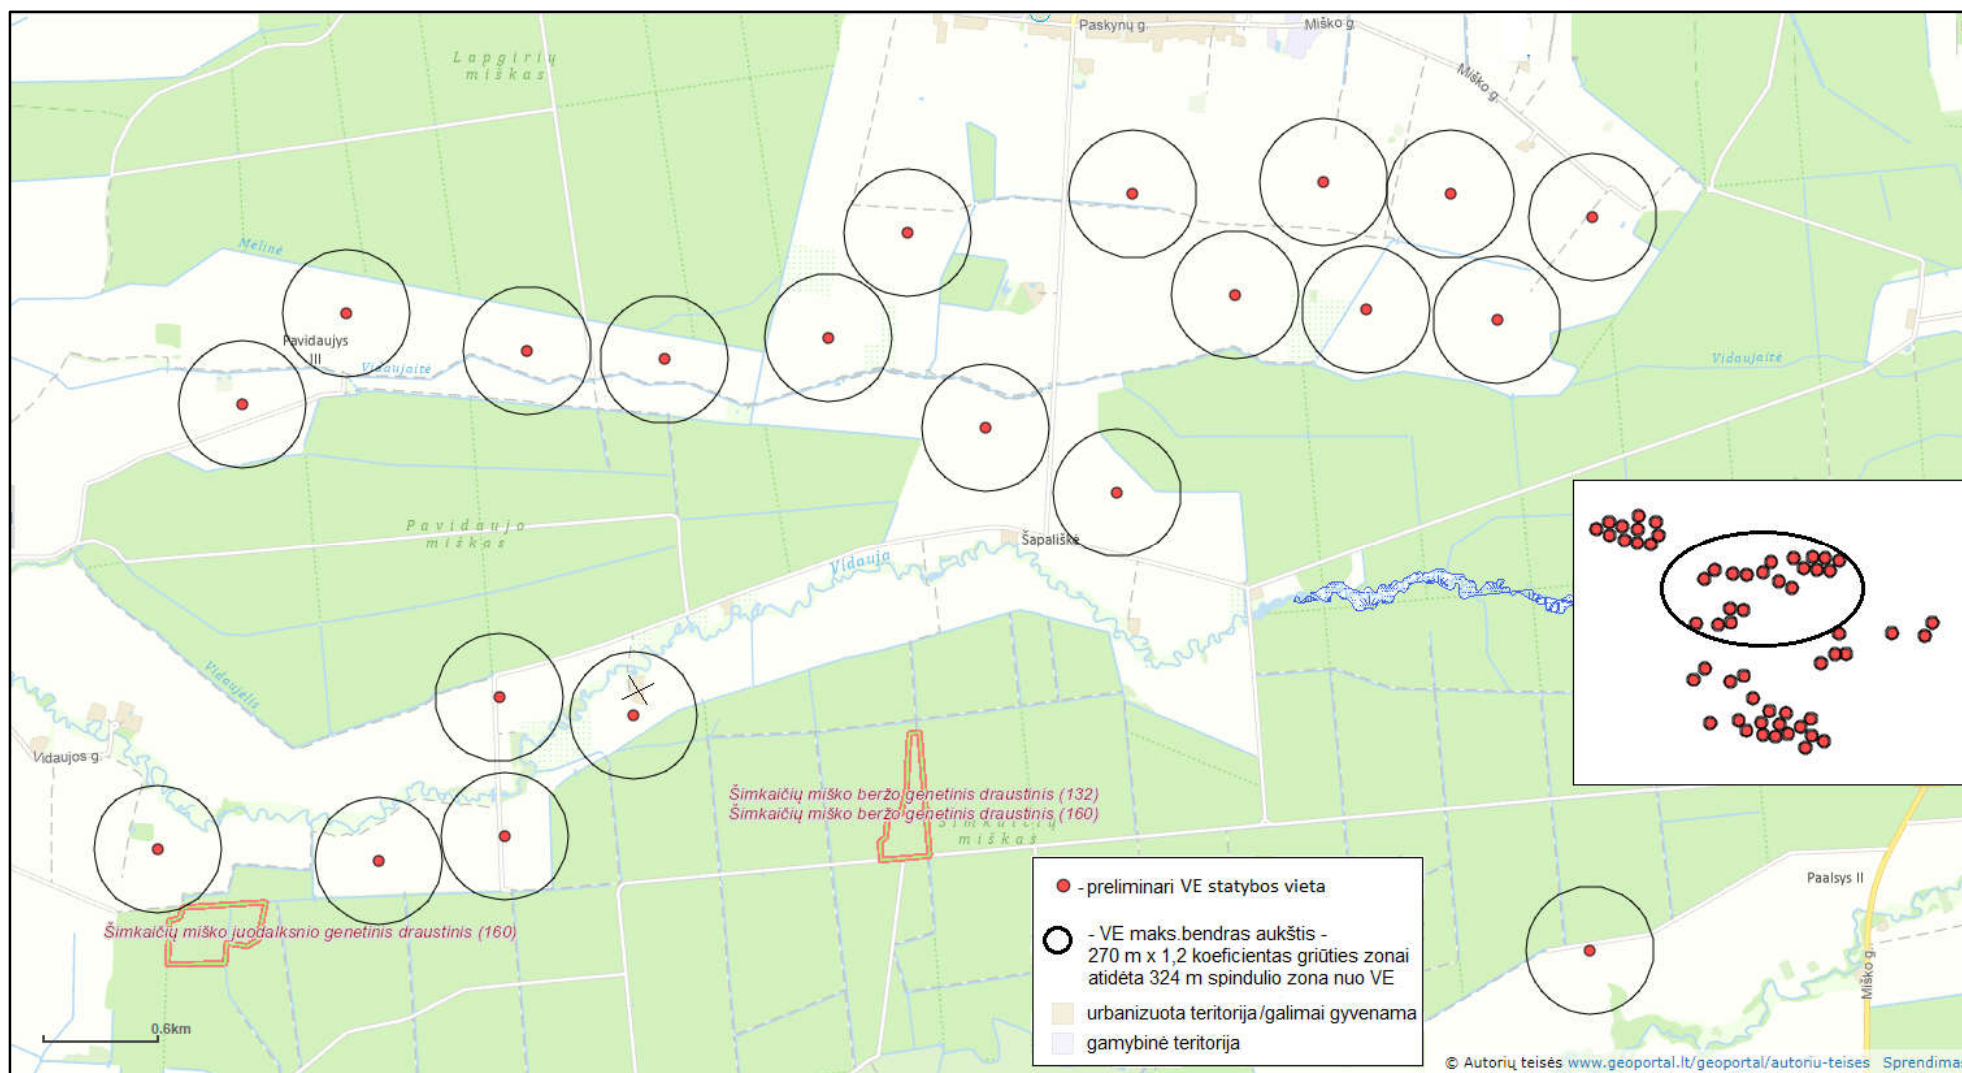 Paskynų g.
Miško g.
Lapgirių
miškas
Miško g.
Melinė
Pavidaujys
III
Vidaujaitė
Vidaujaitė
Pavidaujo
miškas
Šapališkė
Vidauja
Vidaujelis
Vidaujos g.
Šimkaičių miško beržo genetinis draustinis (132)
Šimkaičių miško beržo genetinis draustinis (160)
Šimkaičių
miškas
Šimkaičių miško juodalksnio genetinis draustinis (160)
Paalsys II
Miško g.
- preliminari VE statybos vieta
- VE maks.bendras aukštis -
270 m x 1,2 koeficientas griūties zonai
atidėta 324 m spindulio zona nuo VE
urbanizuota teritorija/galimai gyvenama
gamybinė teritorija
0.6km
© Autorių teisės www.geoportal.lt/geoportal/autoriu-teises Sprendimas